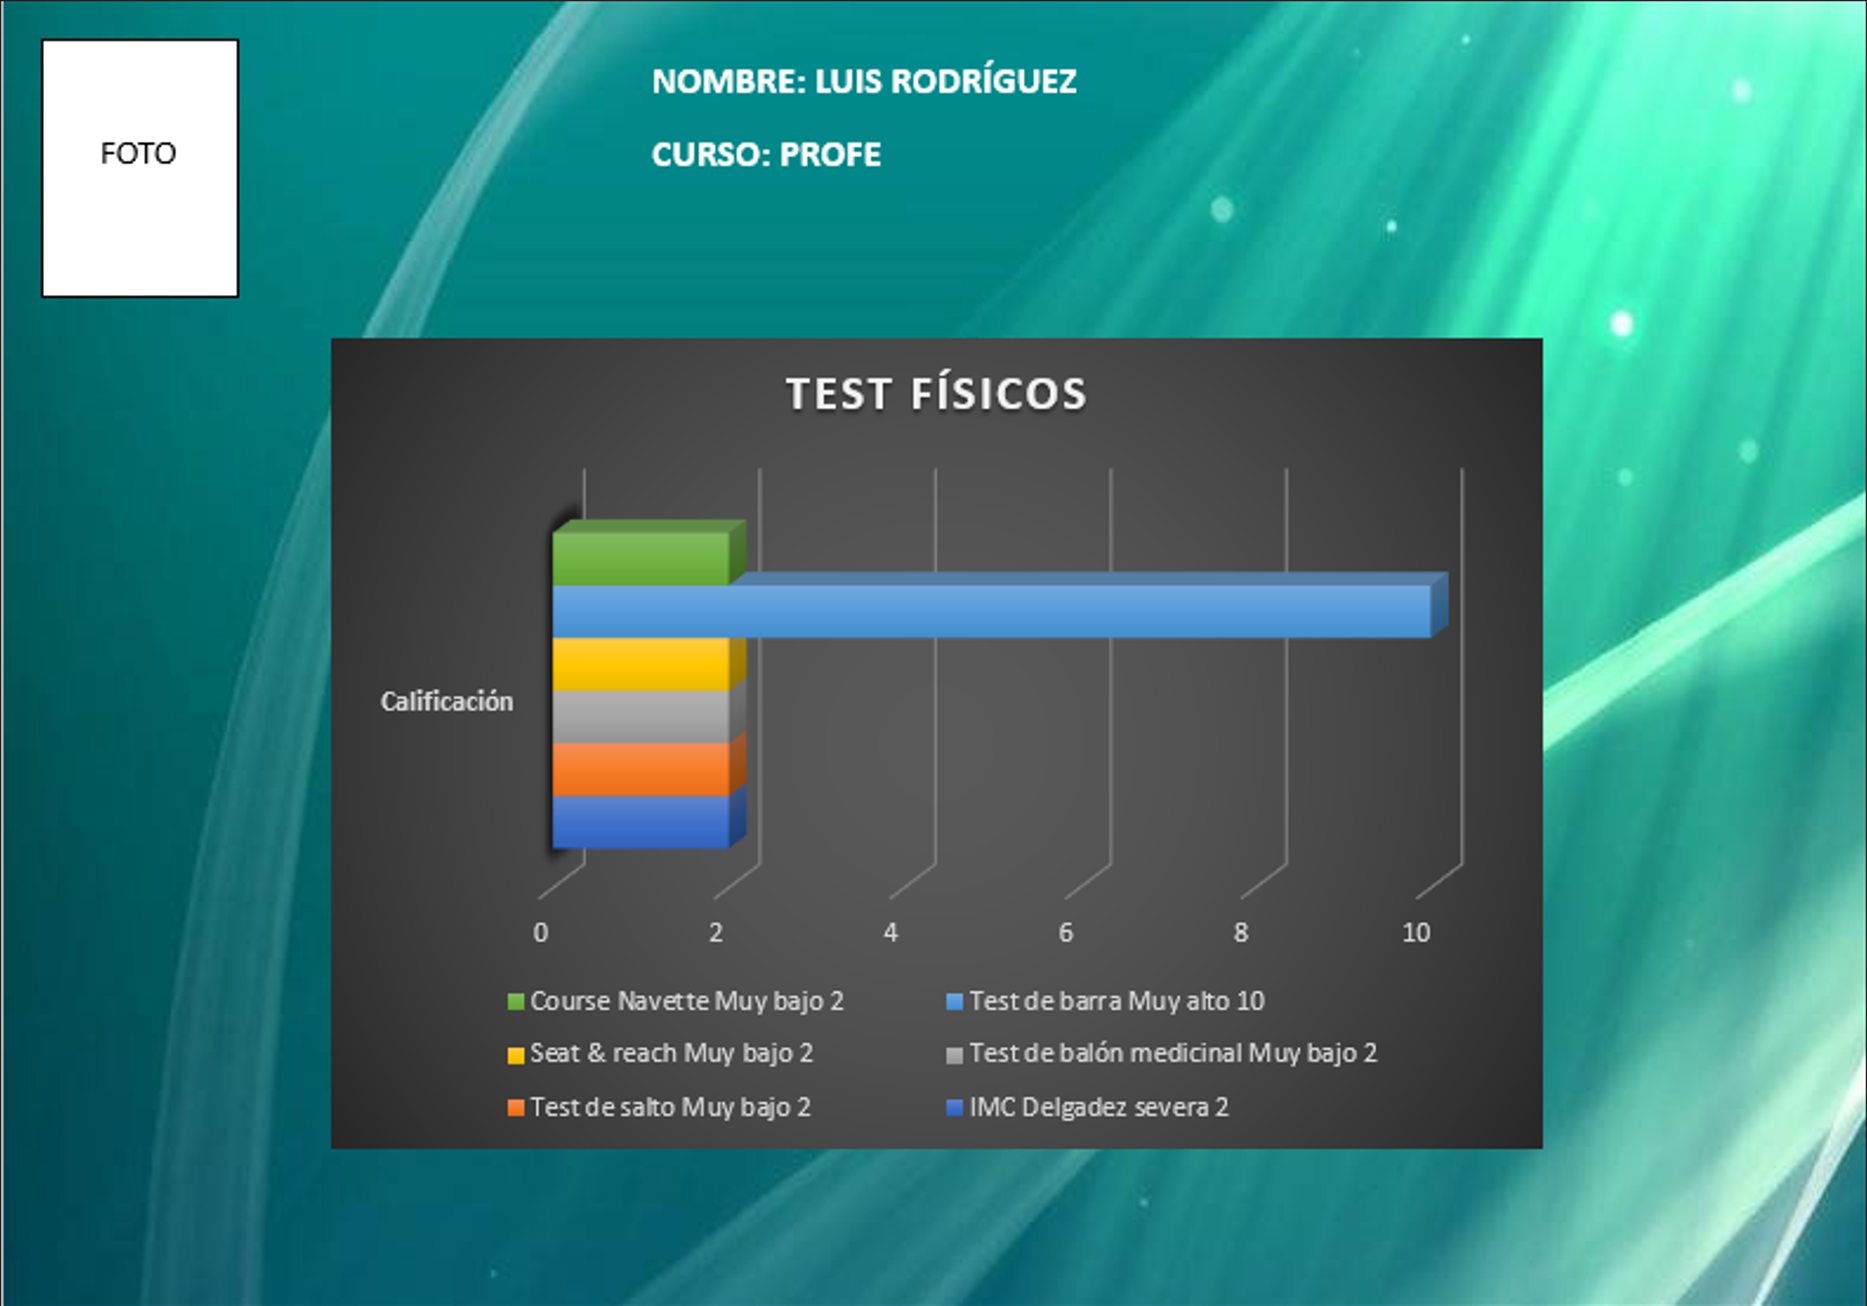 FOTO
NOMBRE: LUIS RODRÍGUEZ
CURSO: PROFE
TEST FÍSICOS
Calificación
0 2 4 6 8 10
Course Navette Muy bajo 2 Test de barra Muy alto 10
Seat & reach Muy bajo 2 Test de balón medicinal Muy bajo 2
Test de salto Muy bajo 2 IMC Delgadez severa 2